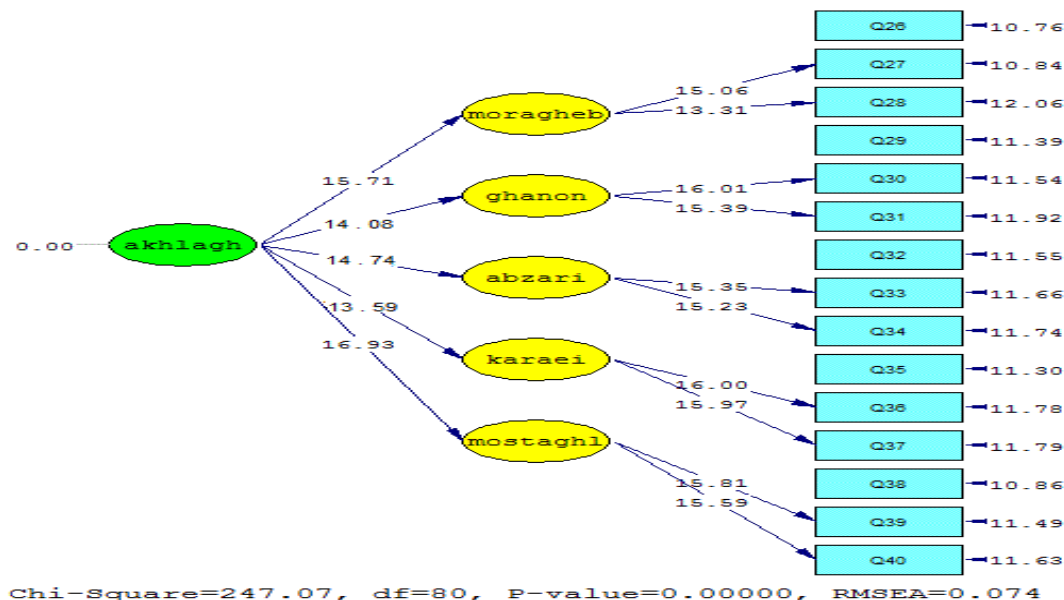 Q26 10.76
Q27 10.84
15.06
moragheb 13.31 Q28 12.06
Q29 11.39
15.71 Q30 11.54
16.01
ghanon 15.39 Q31 11.92
14.08
0.00 akhlagh Q32 11.55
14.74
abzari 15.35 Q33 11.66
15.23
13.59 Q34 11.74
16.93
karaei Q35 11.30
16.00
15.97 Q36 11.78
mostaghl Q37 11.79
15.81 Q38 10.86
15.59
Q39 11.49
Q40 11.63
Chi-Square=247.07, df=80, P-value=0.00000, RMSEA=0.074